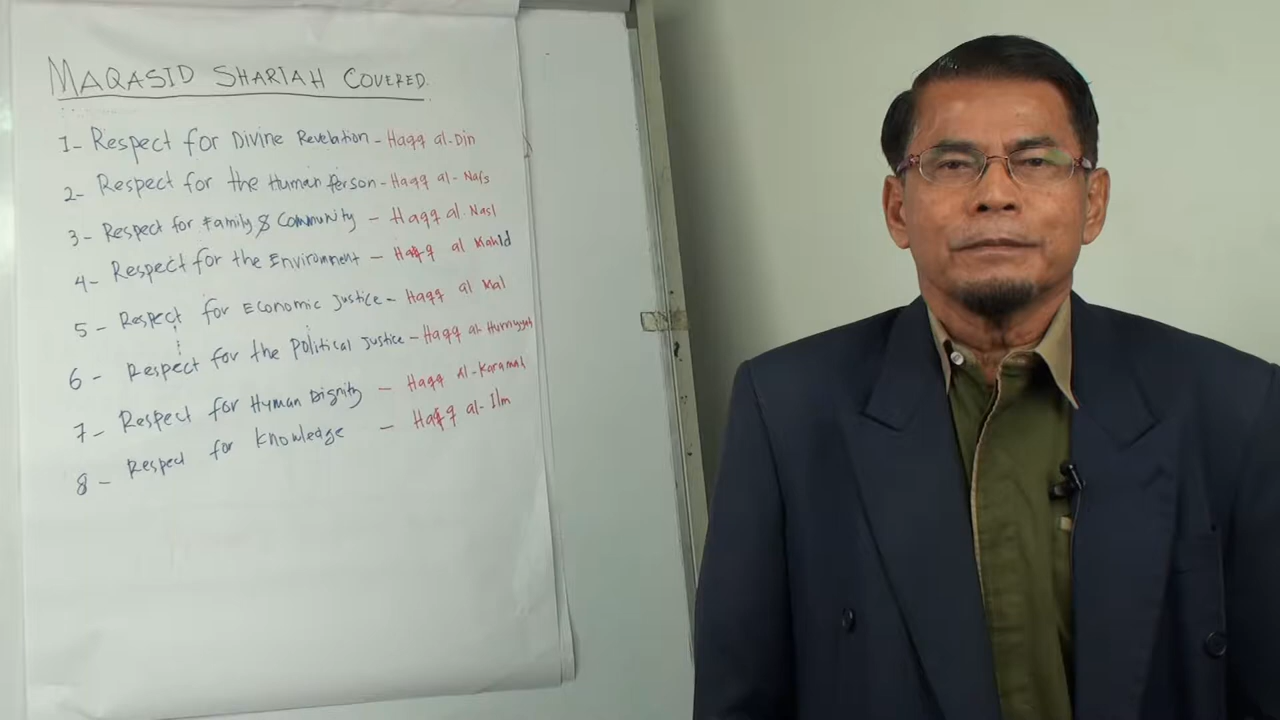 MAQASID SHARIAH COVERED.
1- Respect for Divine Revelation - Haqq al-Din
2- Respect for the Human Person - Haqq al-Nafs
3- Respect for Family & Community - Haqq al. Nasl
4- Respect for the Environment - Haqq al
5- Respect for Economic Justice - Haqq al Mal
6- Respect for the Political Justice - Haqq al-Hurriyyah
7- Respect for Human Dignity - Haqq al-Karamah
8- Respect for Knowledge - Haqq al-Ilm